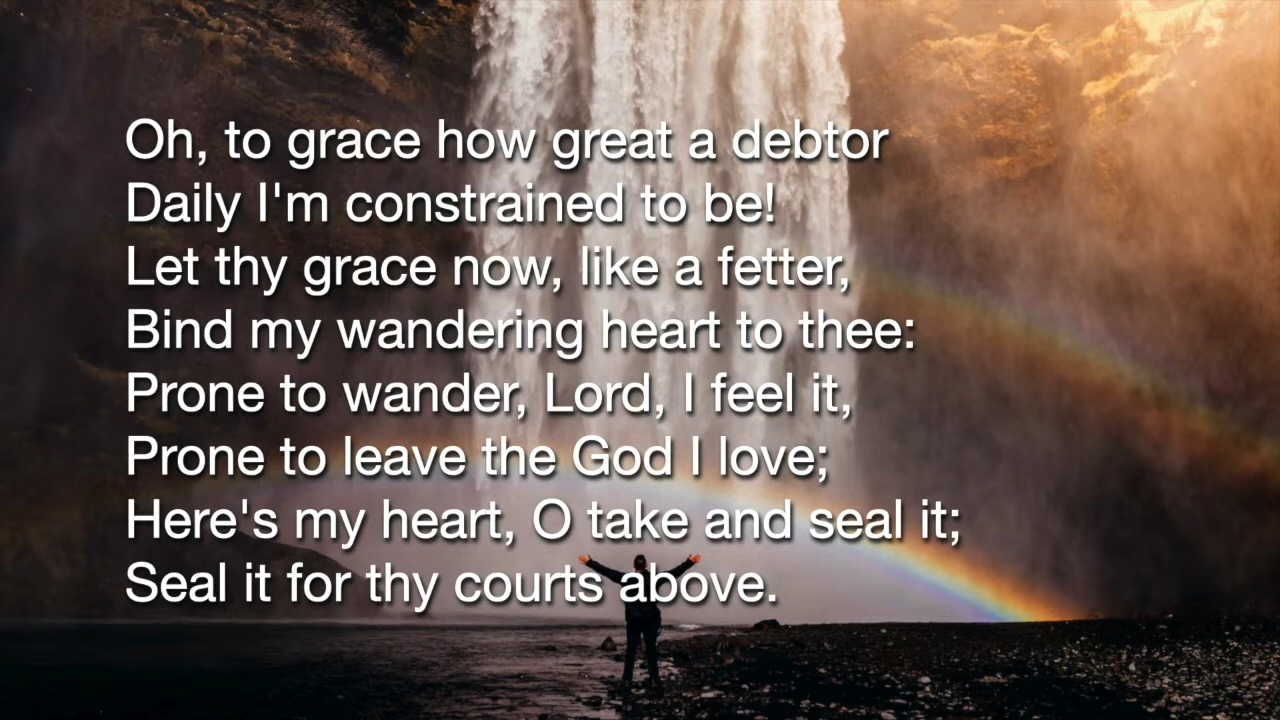 Oh, to grace how great a debtor
Daily I'm constrained to be!
Let thy grace now, like a fetter,
Bind my wandering heart to thee:
Prone to wander, Lord, I feel it,
Prone to leave the God I love;
Here's my heart, O take and seal it;
Seal it for thy courts above.